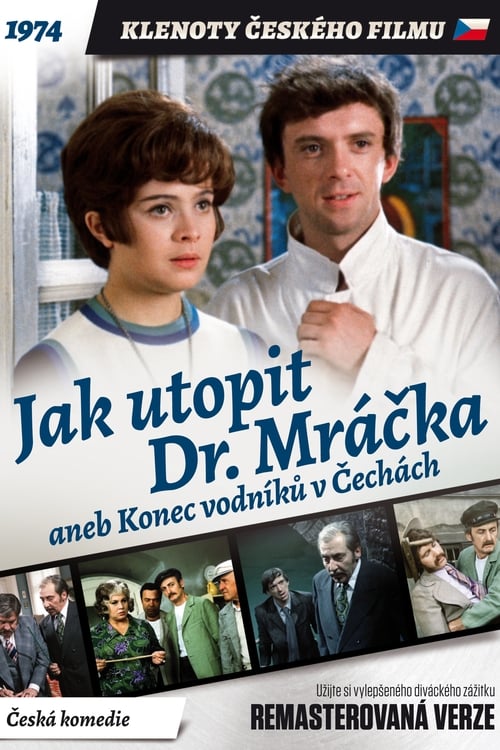 1974
KLENOTY ČESKÉHO FILMU
Jak utopit
Dr. Mráčka
aneb Konec vodníků v Čechách
Užijte si vylepšeného diváckého zážitku
Česká komedie
REMASTEROVANÁ VERZE